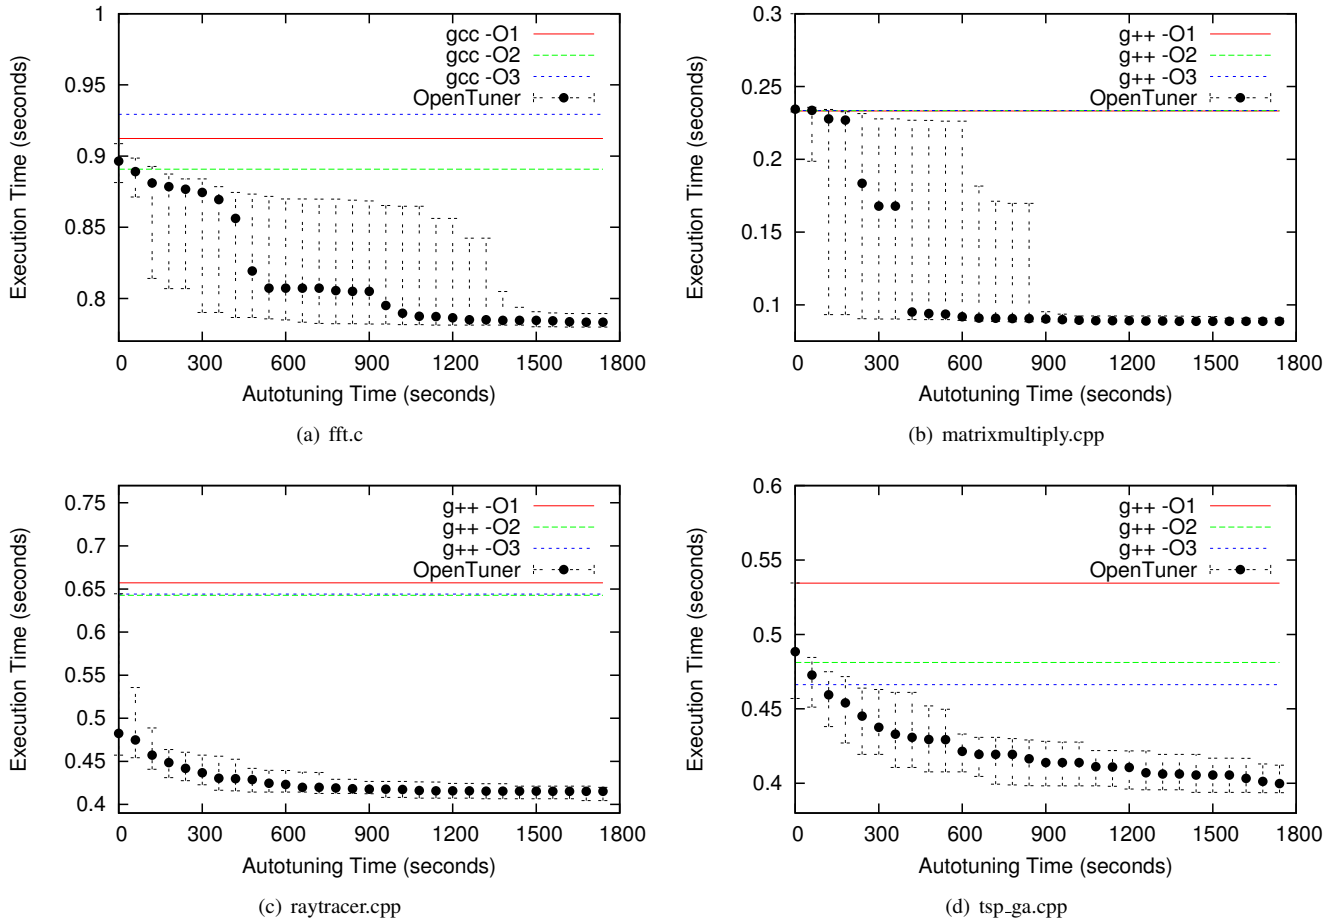 1
0.95
0.9
0.85
0.8
Execution Time (seconds)
gcc -O1
gcc -O2
gcc -O3
OpenTuner
0 300 600 900 1200 1500 1800
Autotuning Time (seconds)
(a) fft.c
0.3
0.25
0.2
0.15
0.1
Execution Time (seconds)
g++ -O1
g++ -O2
g++ -O3
OpenTuner
0 300 600 900 1200 1500 1800
Autotuning Time (seconds)
(b) matrixmultiply.cpp
0.75
0.7
0.65
0.6
0.55
0.5
0.45
0.4
Execution Time (seconds)
g++ -O1
g++ -O2
g++ -O3
OpenTuner
0 300 600 900 1200 1500 1800
Autotuning Time (seconds)
(c) raytracer.cpp
0.6
0.55
0.5
0.45
0.4
Execution Time (seconds)
g++ -O1
g++ -O2
g++ -O3
OpenTuner
0 300 600 900 1200 1500 1800
Autotuning Time (seconds)
(d) tsp_ga.cpp